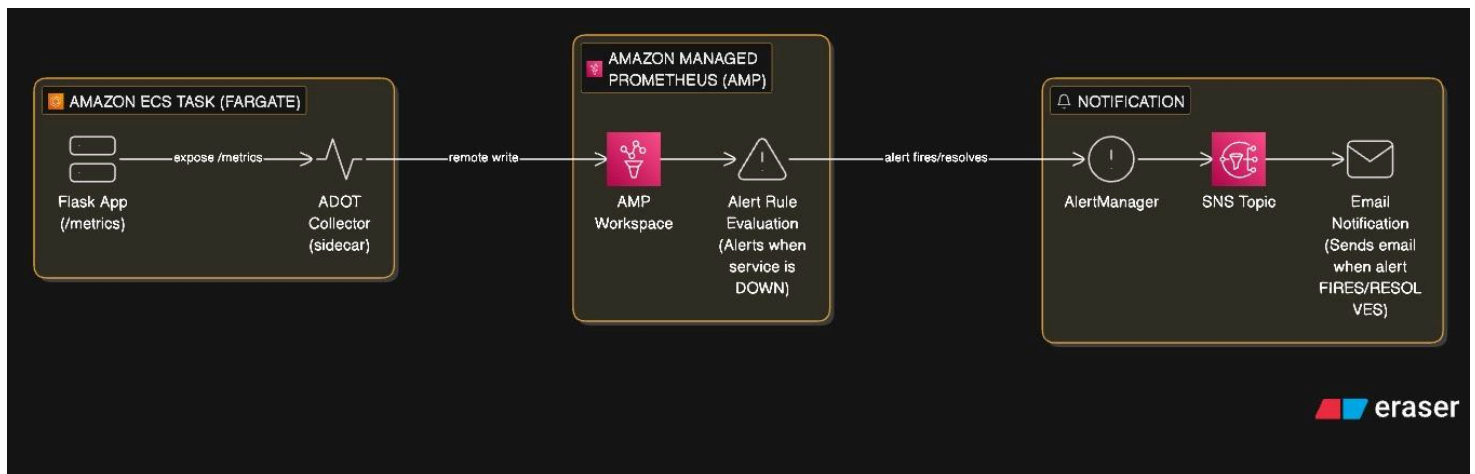 AMAZON ECS TASK (FARGATE)
Flask App
(/metrics)
expose /metrics
ADOT
Collector
(sidecar)
remote write
AMAZON MANAGED
PROMETHEUS (AMP)
AMP
Workspace
Alert Rule
Evaluation
(Alerts when
service is
DOWN)
alert fires/resolves
NOTIFICATION
AlertManager
SNS Topic
Email
Notification
(Sends email
when alert
FIRES/RESOL
VES)
eraser